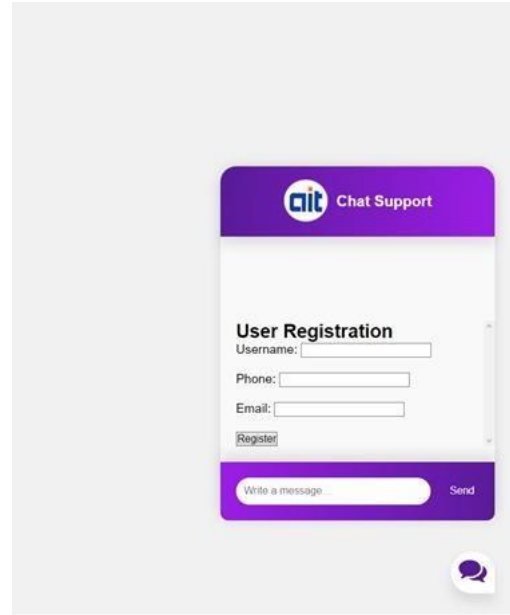 ait
Chat Support
User Registration
Username:
Phone:
Email:
Register
Write a message...
Send